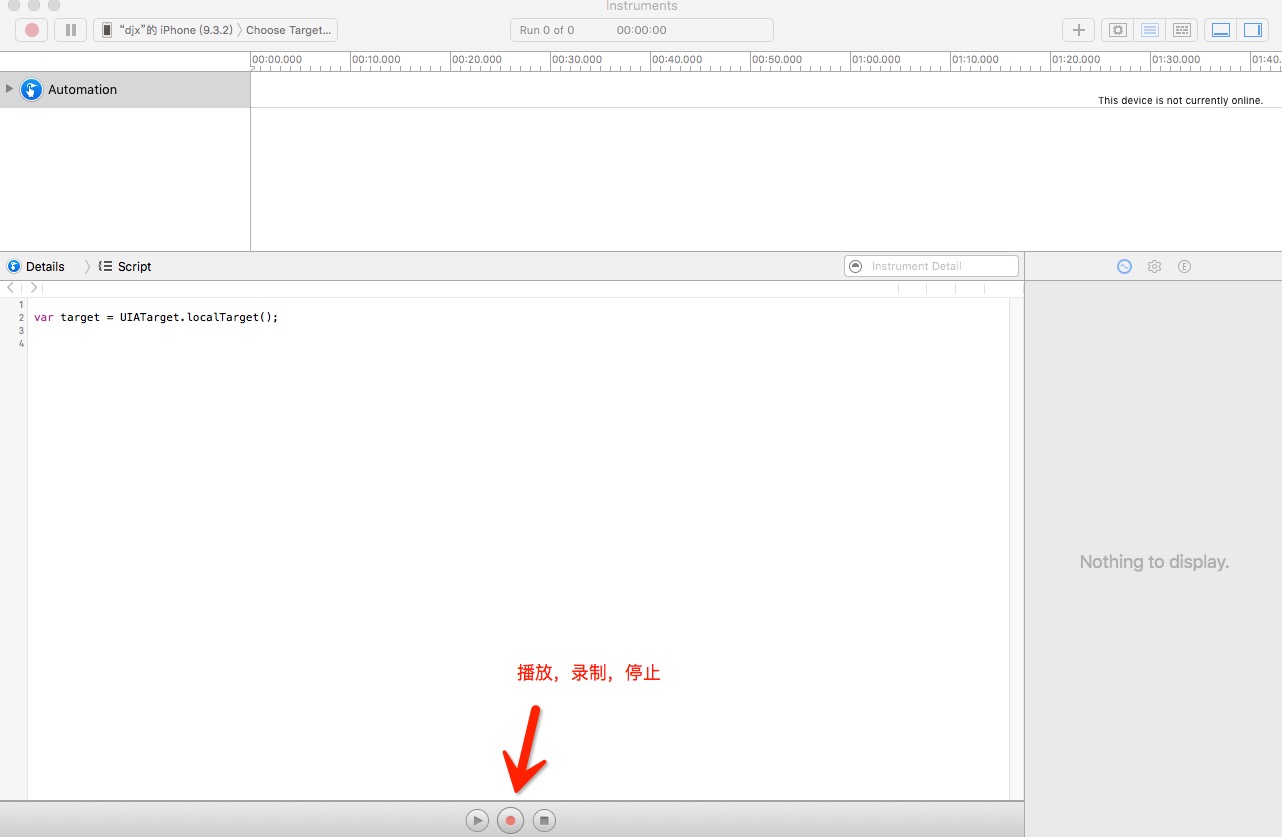 Instruments
“djx”的 iPhone (9.3.2) 〉Choose Target...
Run 0 of 0 00:00:00
00:00.000 00:10.000 00:20.000 00:30.000 00:40.000 00:50.000 01:00.000 01:10.000 01:20.000 01:30.000 01:40.
Automation
This device is not currently online.
Details 〉 Script
Instrument Detail
E
1
2 var target = UIATarget.localTarget();
3
4
Nothing to display.
播放，录制，停止